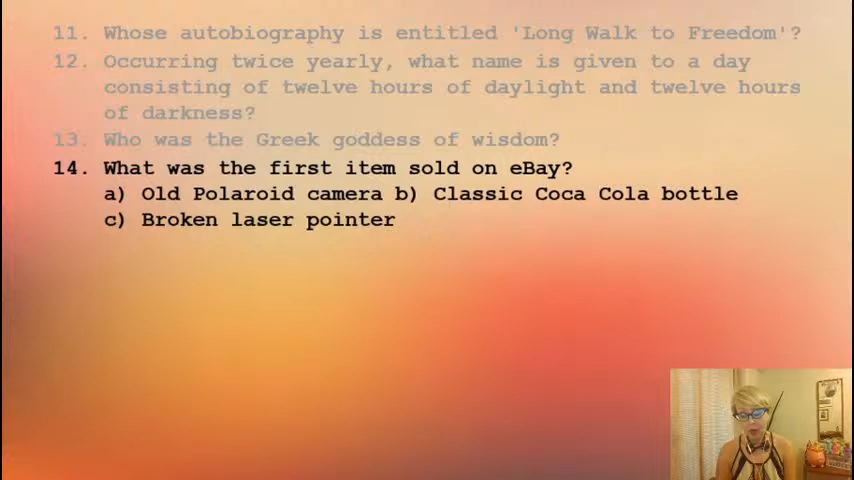 11. Whose autobiography is entitled 'Long Walk to Freedom'?
12. Occurring twice yearly, what name is given to a day
consisting of twelve hours of daylight and twelve hours
of darkness?
13. Who was the Greek goddess of wisdom?
14. What was the first item sold on eBay?
a) Old Polaroid camera b) Classic Coca Cola bottle
c) Broken laser pointer